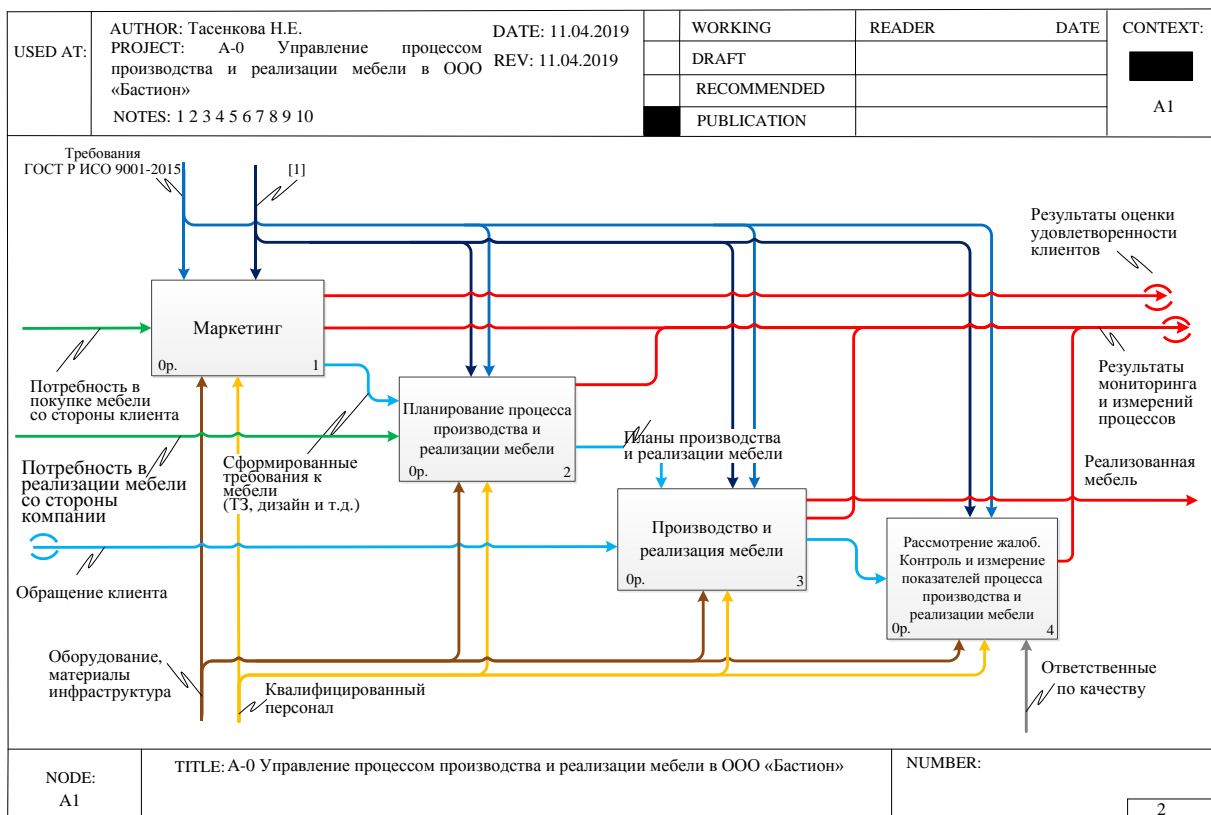 USED AT:
AUTHOR: Тасенкова Н.Е.
PROJECT: А-0 Управление процессом
производства и реализации мебели в ООО
«Бастион»
NOTES: 1 2 3 4 5 6 7 8 9 10
DATE: 11.04.2019
REV: 11.04.2019
WORKING
DRAFT
RECOMMENDED
PUBLICATION
READER DATE
CONTEXT:
А1
Требования
ГОСТ Р ИСО 9001-2015
[1]
Результаты оценки
удовлетворенности
клиентов
Маркетинг
0р. 1
Потребность в
покупке мебели
со стороны клиента
Результаты
мониторинга
и измерений
процессов
Планирование процесса
производства и
реализации мебели
0р. 2
Потребность в
реализации мебели
со стороны
компании
Сформированные
требования к
мебели
(ТЗ, дизайн и т.д.)
Планы производства
и реализации мебели
Реализованная
мебель
Производство и
реализация мебели
0р. 3
Рассмотрение жалоб.
Контроль и измерение
показателей процесса
производства и
реализации мебели
0р. 4
Обращение клиента
Оборудование,
материалы
инфраструктура
Квалифицированный
персонал
Ответственные
по качеству
NODE:
А1
TITLE: А-0 Управление процессом производства и реализации мебели в ООО «Бастион»
NUMBER:
2